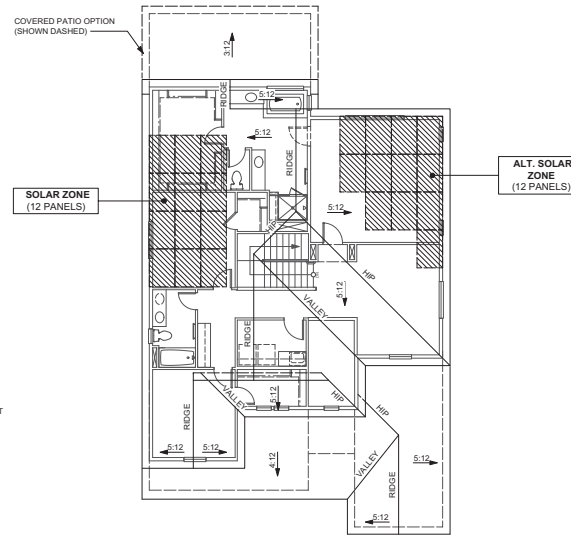 COVERED PATIO OPTION
(SHOWN DASHED)
3:12
RIDGE
5:12
5:12
RIDGE
SOLAR ZONE
(12 PANELS)
ALT. SOLAR
ZONE
(12 PANELS)
5:12
HIP
HIP
5:12
VALLEY
RIDGE
VALLEY
5:12
HIP
HIP
RIDGE
5:12
5:12
4:12
VALLEY
5:12
RIDGE
5:12
T